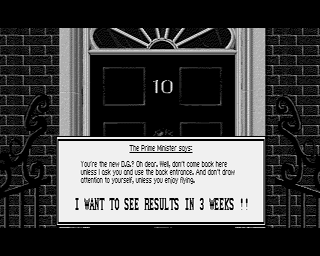 10
The Prime Minister says:
You're the new D.G.? Oh dear. Well, don't come back here
unless I ask you and use the back entrance. And don't draw
attention to yourself, unless you enjoy flying.
I WANT TO SEE RESULTS IN 3 WEEKS !!